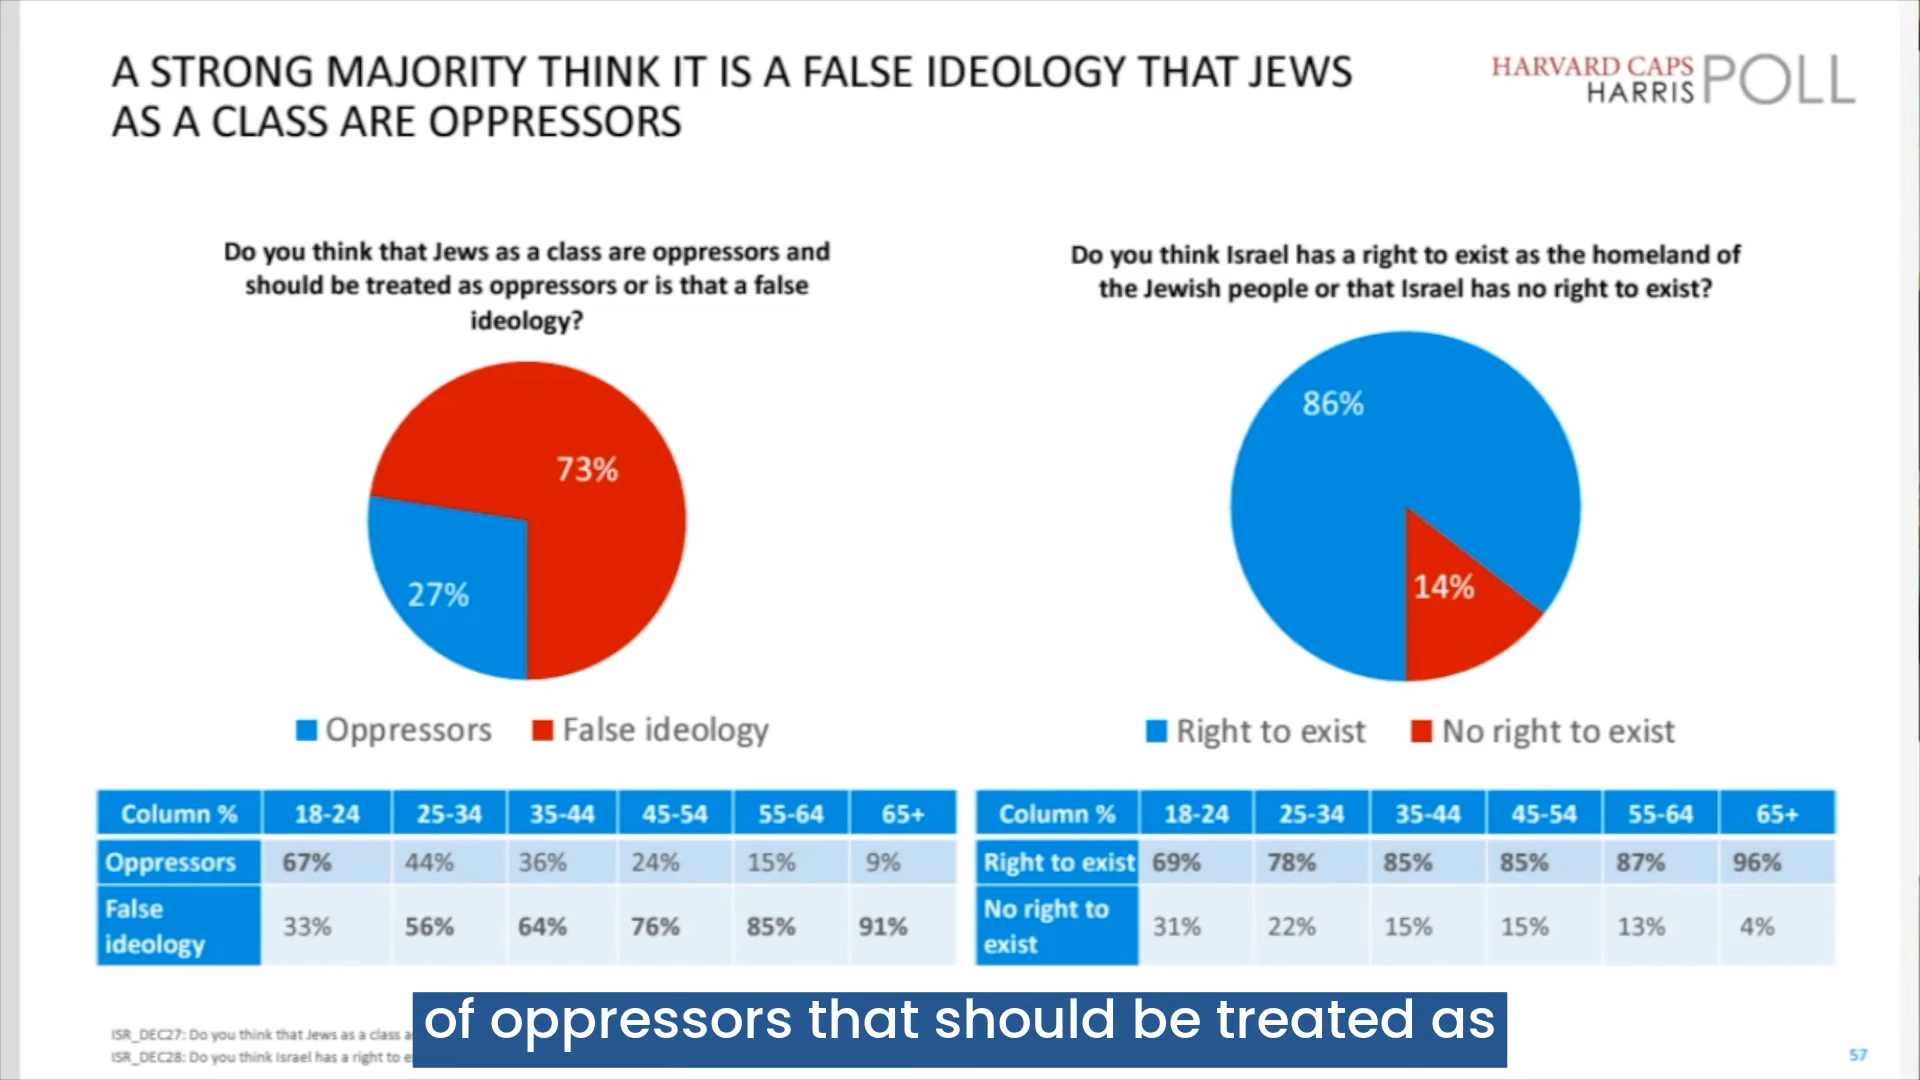 A STRONG MAJORITY THINK IT IS A FALSE IDEOLOGY THAT JEWS
AS A CLASS ARE OPPRESSORS
HARVARD CAPS
HARRIS POLL
Do you think that Jews as a class are oppressors and
should be treated as oppressors or is that a false
ideology?
73%
27%
Oppressors False ideology
Column % 18-24 25-34 35-44 45-54 55-64 65+
Oppressors 67% 44% 36% 24% 15% 9%
False
ideology 33% 56% 64% 76% 85% 91%
Do you think Israel has a right to exist as the homeland of
the Jewish people or that Israel has no right to exist?
86%
14%
Right to exist No right to exist
Column % 18-24 25-34 35-44 45-54 55-64 65+
Right to exist 69% 78% 85% 85% 87% 96%
No right to
exist 31% 22% 15% 15% 13% 4%
of oppressors that should be treated as
ISR_DEC27: Do you think that Jews as a class
ISR_DEC28: Do you think Israel has a right to
57